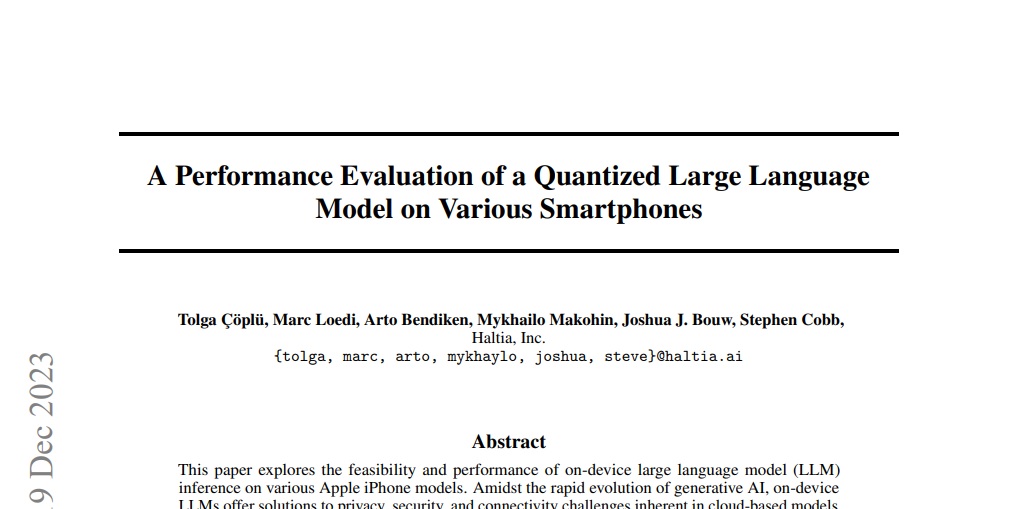 A Performance Evaluation of a Quantized Large Language
Model on Various Smartphones
Tolga Çöplü, Marc Loedi, Arto Bendiken, Mykhailo Makohin, Joshua J. Bouw, Stephen Cobb,
Haltia, Inc.
{tolga, marc, arto, mykhaylo, joshua, steve}@haltia.ai
Abstract
This paper explores the feasibility and performance of on-device large language model (LLM)
inference on various Apple iPhone models. Amidst the rapid evolution of generative AI, on-device
LLMs offer solutions to privacy, security, and connectivity challenges inherent in cloud-based models.
9 Dec 2023